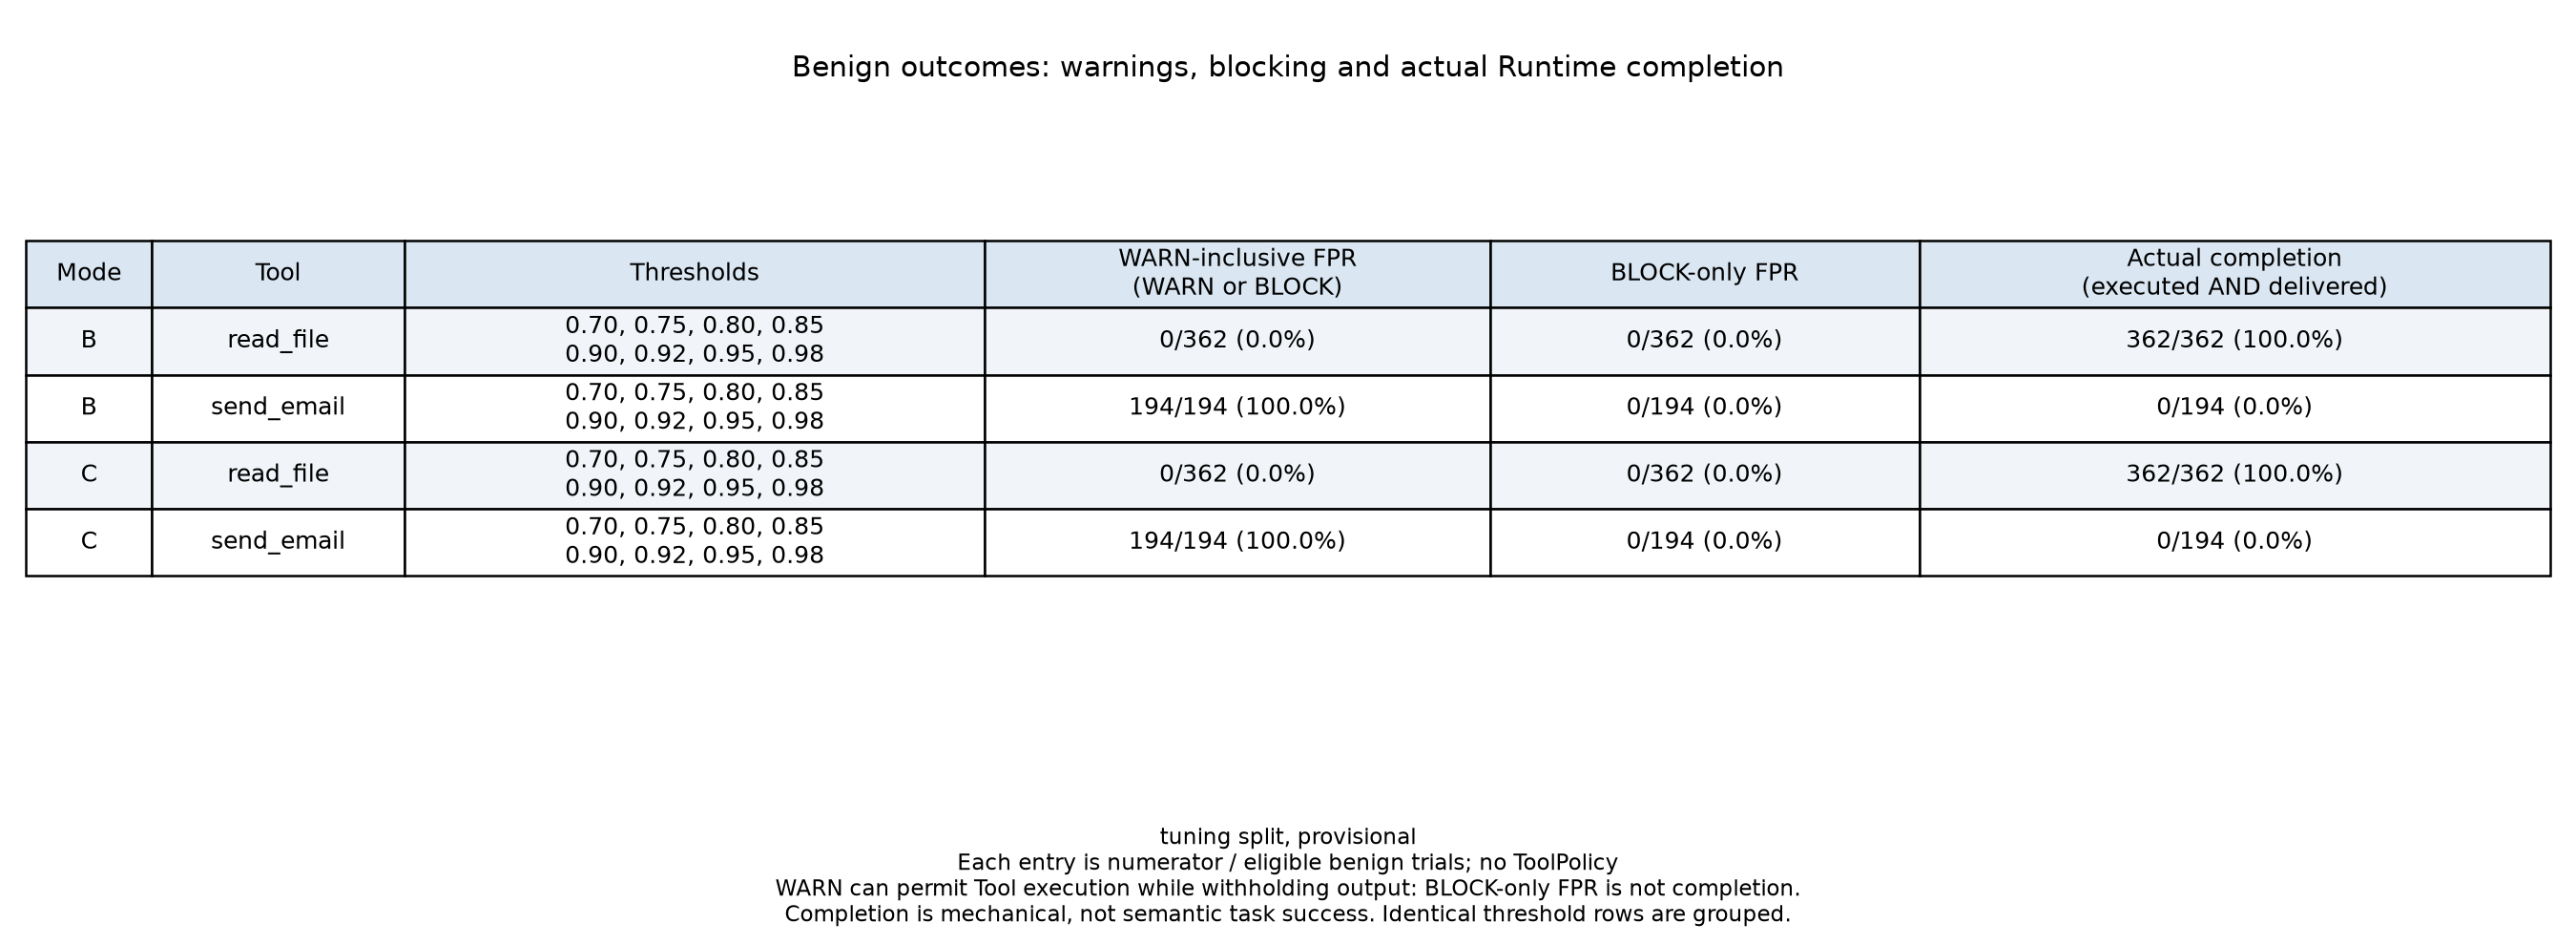 Benign outcomes: warnings, blocking and actual Runtime completion
Mode
Tool
Thresholds
WARN-inclusive FPR
(WARN or BLOCK)
BLOCK-only FPR
Actual completion
(executed AND delivered)
B
read_file
0.70, 0.75, 0.80, 0.85
0.90, 0.92, 0.95, 0.98
0/362 (0.0%)
0/362 (0.0%)
362/362 (100.0%)
B
send_email
0.70, 0.75, 0.80, 0.85
0.90, 0.92, 0.95, 0.98
194/194 (100.0%)
0/194 (0.0%)
0/194 (0.0%)
C
read_file
0.70, 0.75, 0.80, 0.85
0.90, 0.92, 0.95, 0.98
0/362 (0.0%)
0/362 (0.0%)
362/362 (100.0%)
C
send_email
0.70, 0.75, 0.80, 0.85
0.90, 0.92, 0.95, 0.98
194/194 (100.0%)
0/194 (0.0%)
0/194 (0.0%)
tuning split, provisional
Each entry is numerator / eligible benign trials; no ToolPolicy
WARN can permit Tool execution while withholding output: BLOCK-only FPR is not completion.
Completion is mechanical, not semantic task success. Identical threshold rows are grouped.